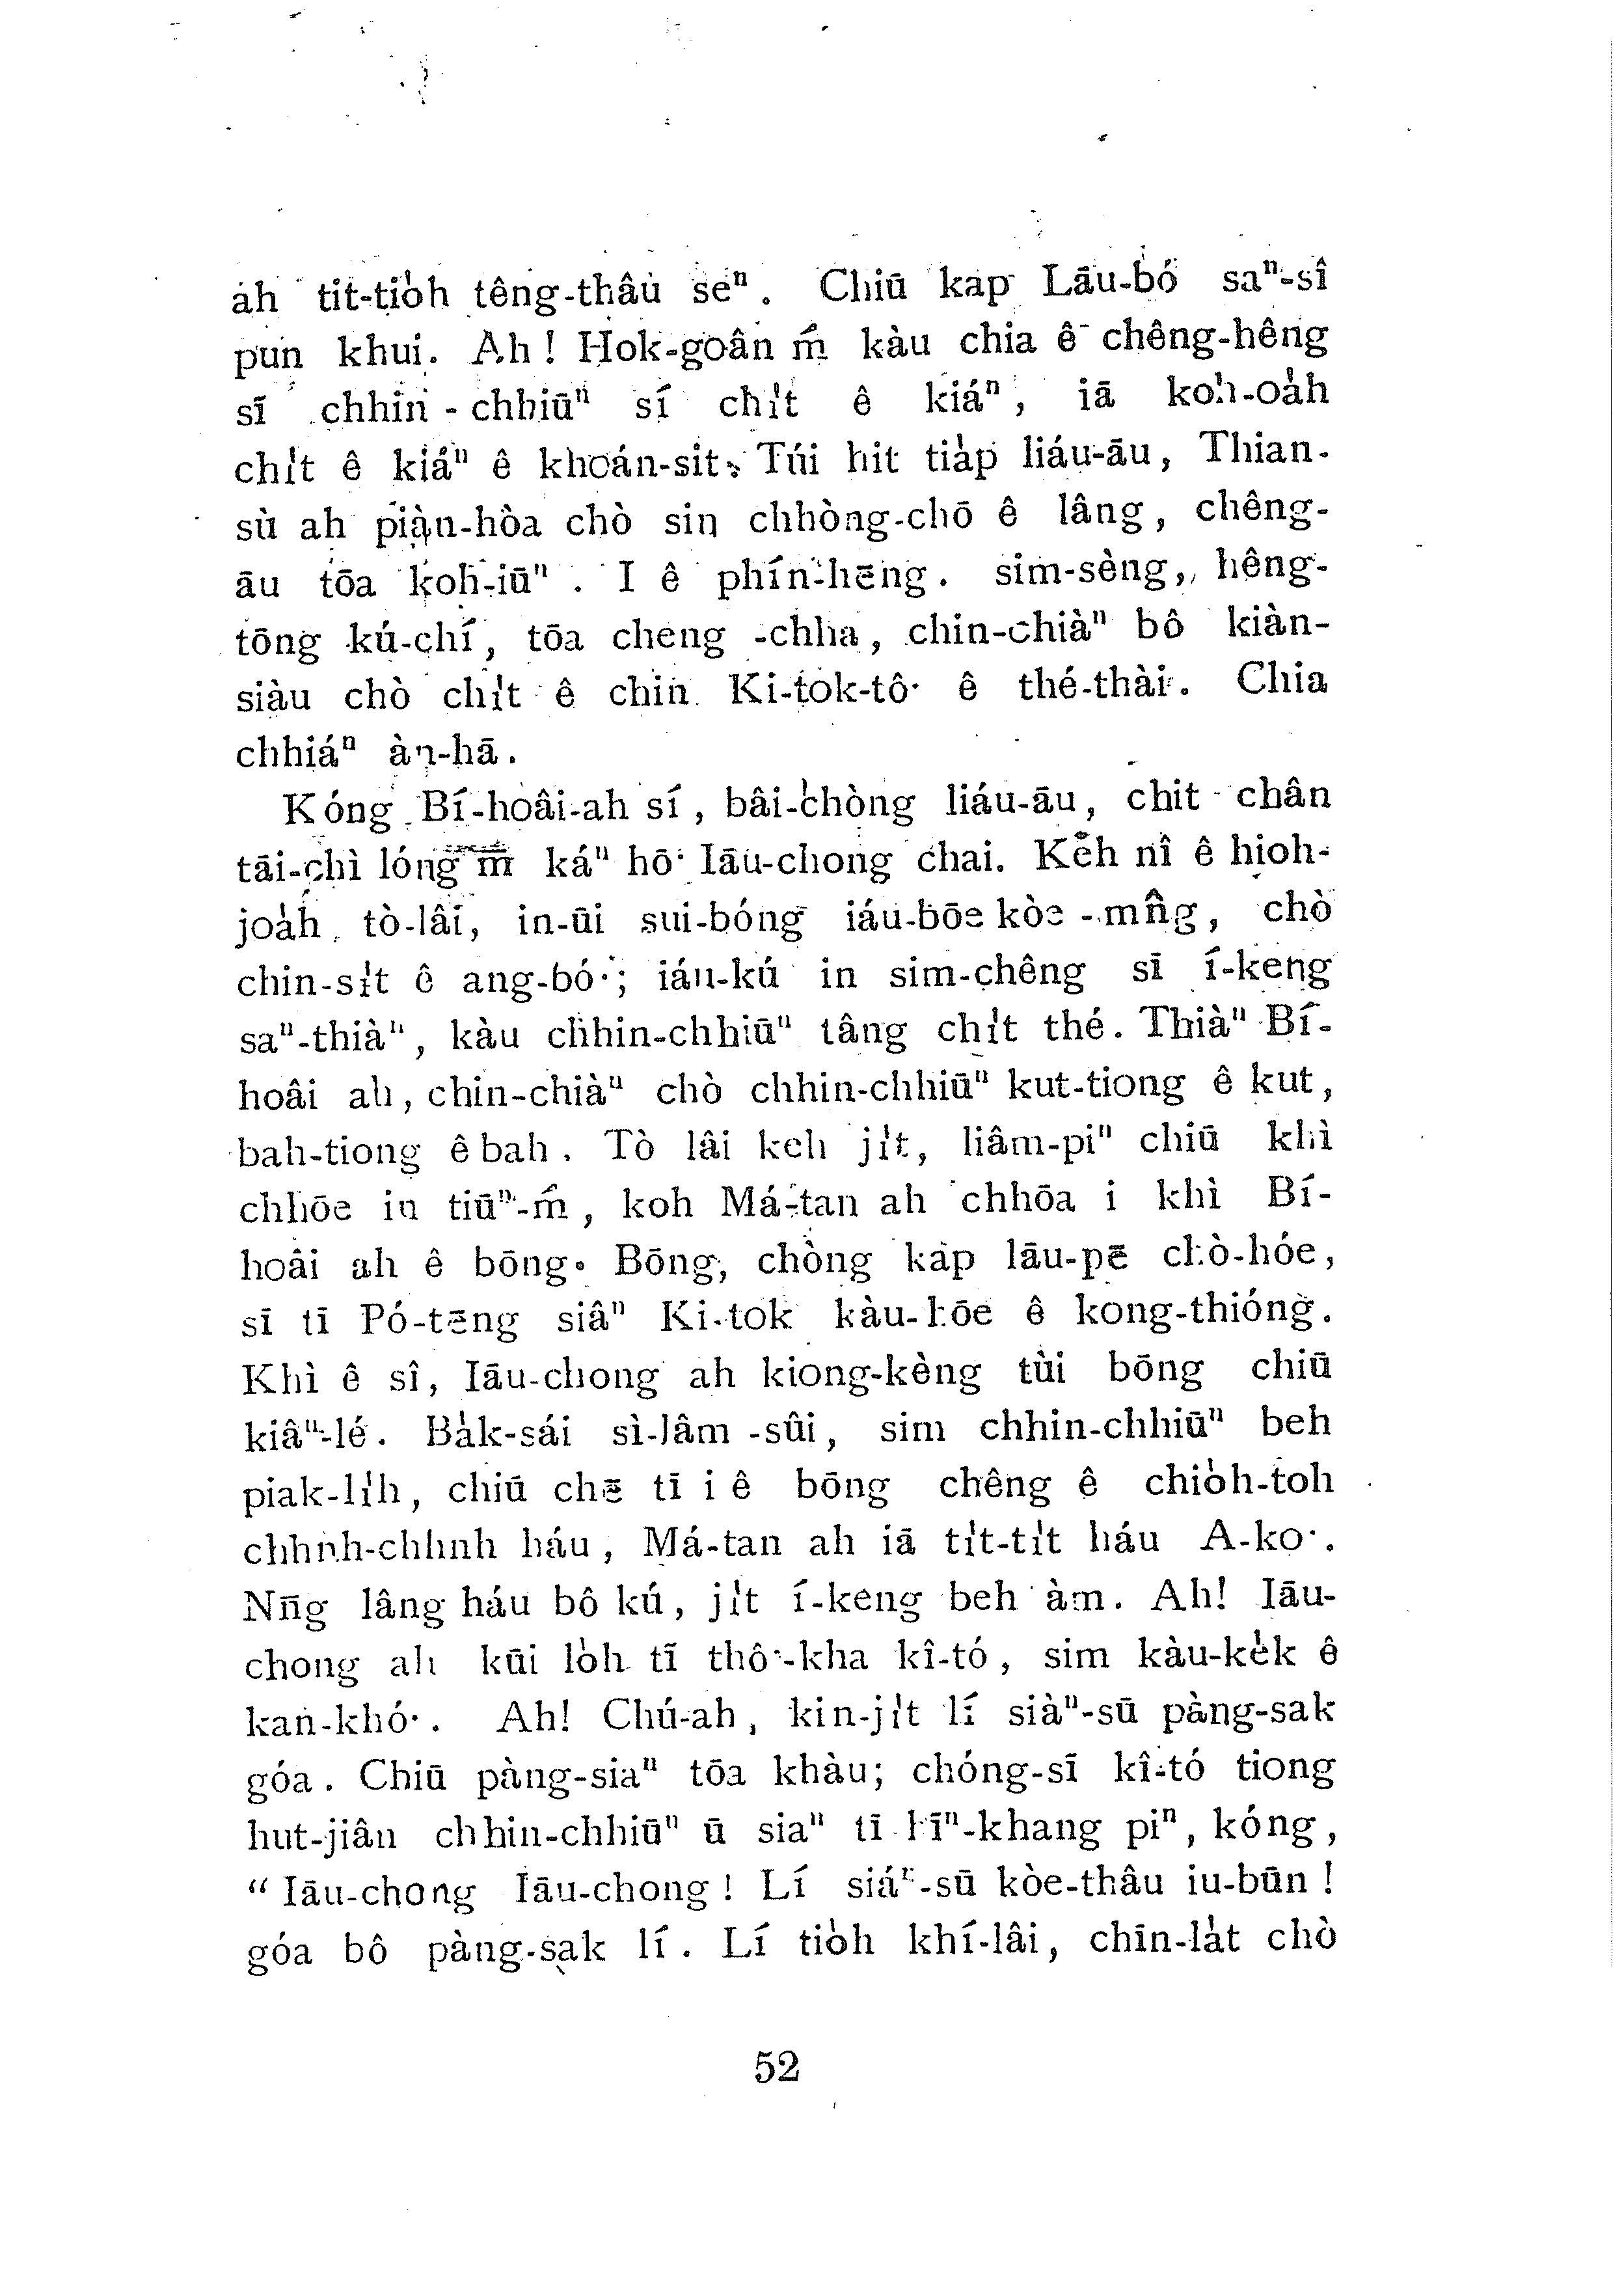 ah tit-tio̍h têng-thâu seⁿ. Chiū kap Lāu-bó saⁿ-sî
pun khui. Ah! Hok-goân ḿ kàu chia ê chêng-hêng
sī chhin-chhiūⁿ sí chi̍t ê kiáⁿ, iā koh-oa̍h
chi̍t ê kiáⁿ ê khoán-sit. Túi hit tia̍p liáu-āu, Thian-
sù ah piàn-hòa chò sin chhòng-chō ê lâng, chêng-
āu tōa koh-iūⁿ. I ê phín-hēng. sim-sèng, hêng-
tōng kú-chí, tōa cheng-chha, chin-chiàⁿ bô kiàn-
siàu chò chi̍t ê chin Ki-tok-tô͘ ê thé-thài. Chia
chhiáⁿ àn-hā.
Kóng Bí-hoâi-ah sí, bâi-chòng liáu-āu, chit chân
tāi-chì lóng m̄ káⁿ hō͘ Iāu-chong chai. Kèh nî ê hioh-
joa̍h tò-lâi, in-ūi sui-bóng iáu-bōe kòe-mn̂g, chò
chin-si̍t ê ang-bó͘; iáu-kú in sim-chêng sī í-keng
saⁿ-thiàⁿ, kàu chhin-chhiūⁿ tâng chi̍t thé. Thiàⁿ Bí-
hoâi ah, chin-chiàⁿ chò chhin-chhiūⁿ kut-tiong ê kut,
bah-tiong ê bah. Tò lâi keh ji̍t, liâm-piⁿ chiū khì
chhōe in tiūⁿ-ḿ, koh Má-tan ah chhōa i khì Bí-
hoâi ah ê bōng. Bōng, chòng kap lāu-pē chò-hóe,
sī tī Pó-tēng siâⁿ Ki-tok kàu-hōe ê kong-thióng.
Khì ê sî, Iāu-chong ah kiong-kèng tùi bōng chiū
kiâⁿ-lé. Ba̍k-sái sì-lâm-sûi, sim chhin-chhiūⁿ beh
piak-li̍h, chiū chē tī i ê bōng chêng ê chio̍h-toh
chhnh-chhnh háu, Má-tan ah iā ti̍t-ti̍t háu A-ko͘.
Nn̄g lâng háu bô kú, ji̍t í-keng beh àm. Ah! Iāu-
chong ah kūi lo̍h tī thô͘-kha kî-tó, sim kàu-ke̍k ê
kan-khó͘. Ah! Chú-ah, kin-ji̍t lí siàⁿ-sū pàng-sak
góa. Chiū pàng-siaⁿ tōa khàu; chóng-sī kî-tó tiong
hut-jiân chhin-chhiūⁿ ū siaⁿ tī hīⁿ-khang piⁿ, kóng,
“Iāu-chong Iāu-chong! Lí siáⁿ-sū kòe-thâu iu-būn!
góa bô pàng-sak lí. Lí tio̍h khí-lâi, chīn-la̍t chò
52